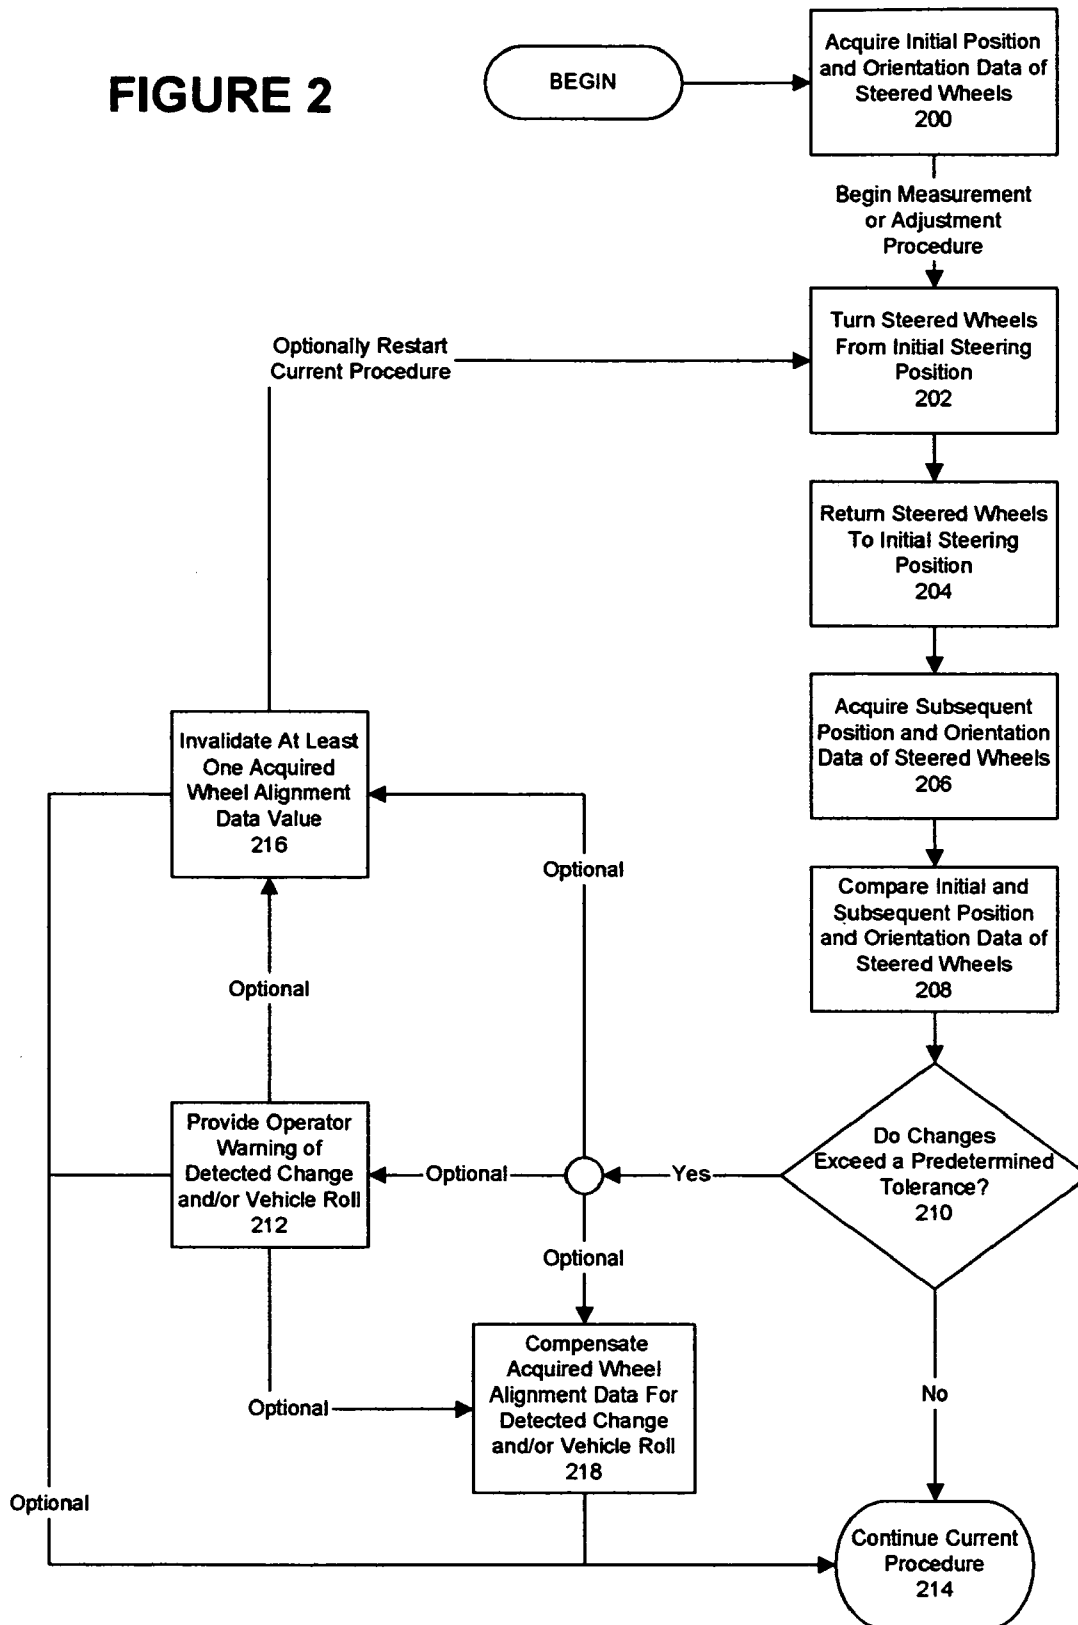 FIGURE 2
BEGIN
Acquire Initial Position
and Orientation Data of
Steered Wheels
200
Begin Measurement
or Adjustment
Procedure
Turn Steered Wheels
From Initial Steering
Position
202
Optionally Restart
Current Procedure
Return Steered Wheels
To Initial Steering
Position
204
Acquire Subsequent
Position and Orientation
Data of Steered Wheels
206
Invalidate At Least
One Acquired
Wheel Alignment
Data Value
216
Optional
Compare Initial and
Subsequent Position
and Orientation Data of
Steered Wheels
208
Optional
Do Changes
Exceed a Predetermined
Tolerance?
210
Yes
Optional
Provide Operator
Warning of
Detected Change
and/or Vehicle Roll
212
Optional
Compensate
Acquired Wheel
Alignment Data For
Detected Change
and/or Vehicle Roll
218
Optional
No
Optional
Continue Current
Procedure
214